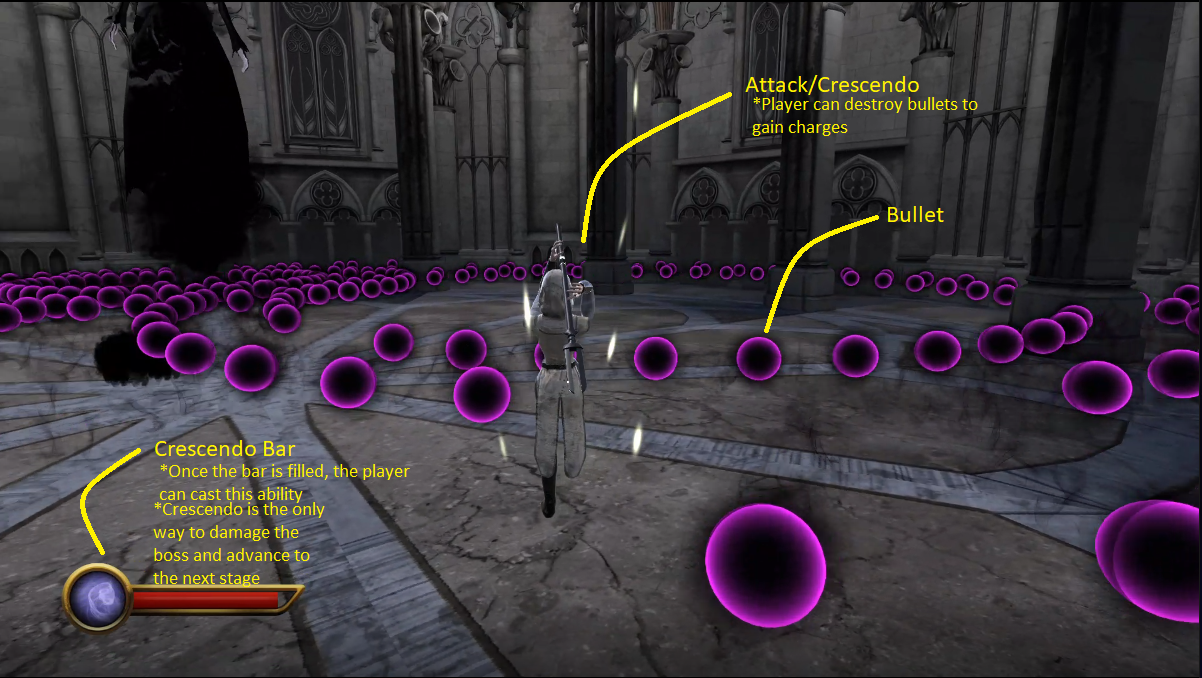 Attack/Crescendo
*Player can destroy bullets to
gain charges
Bullet
Crescendo Bar
*Once the bar is filled, the player
can cast this ability
*Crescendo is the only
way to damage the
boss and advance to
the next stage